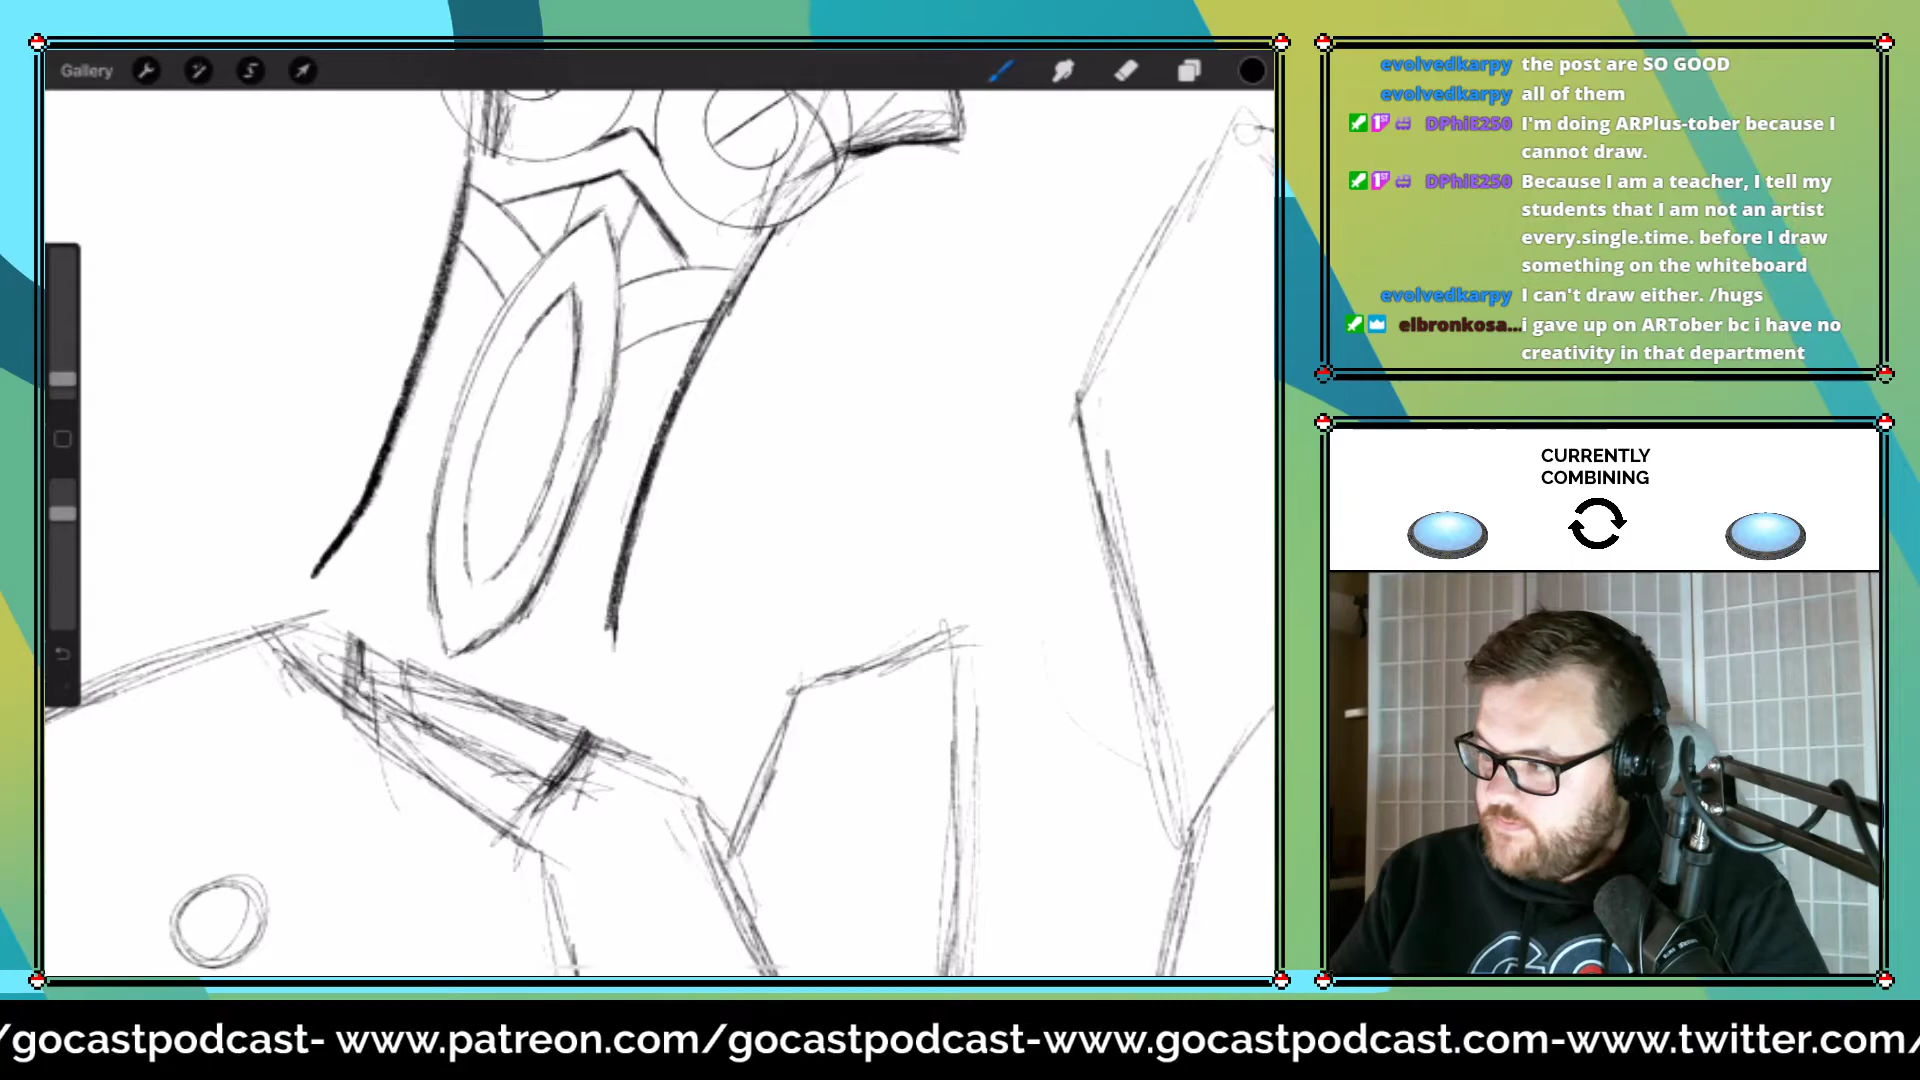 Gallery
evolvedkarpy the post are SO GOOD
evolvedkarpy all of them
DPhiE250 I'm doing ARPlus-tober because I
cannot draw.
DPhiE250 Because I am a teacher, I tell my
students that I am not an artist
every.single.time. before I draw
something on the whiteboard
evolvedkarpy I can't draw either. /hugs
elbronkosa... i gave up on ARTober bc i have no
creativity in that department
CURRENTLY
COMBINING
/gocastpodcast- www.patreon.com/gocastpodcast-www.gocastpodcast.com-www.twitter.com/